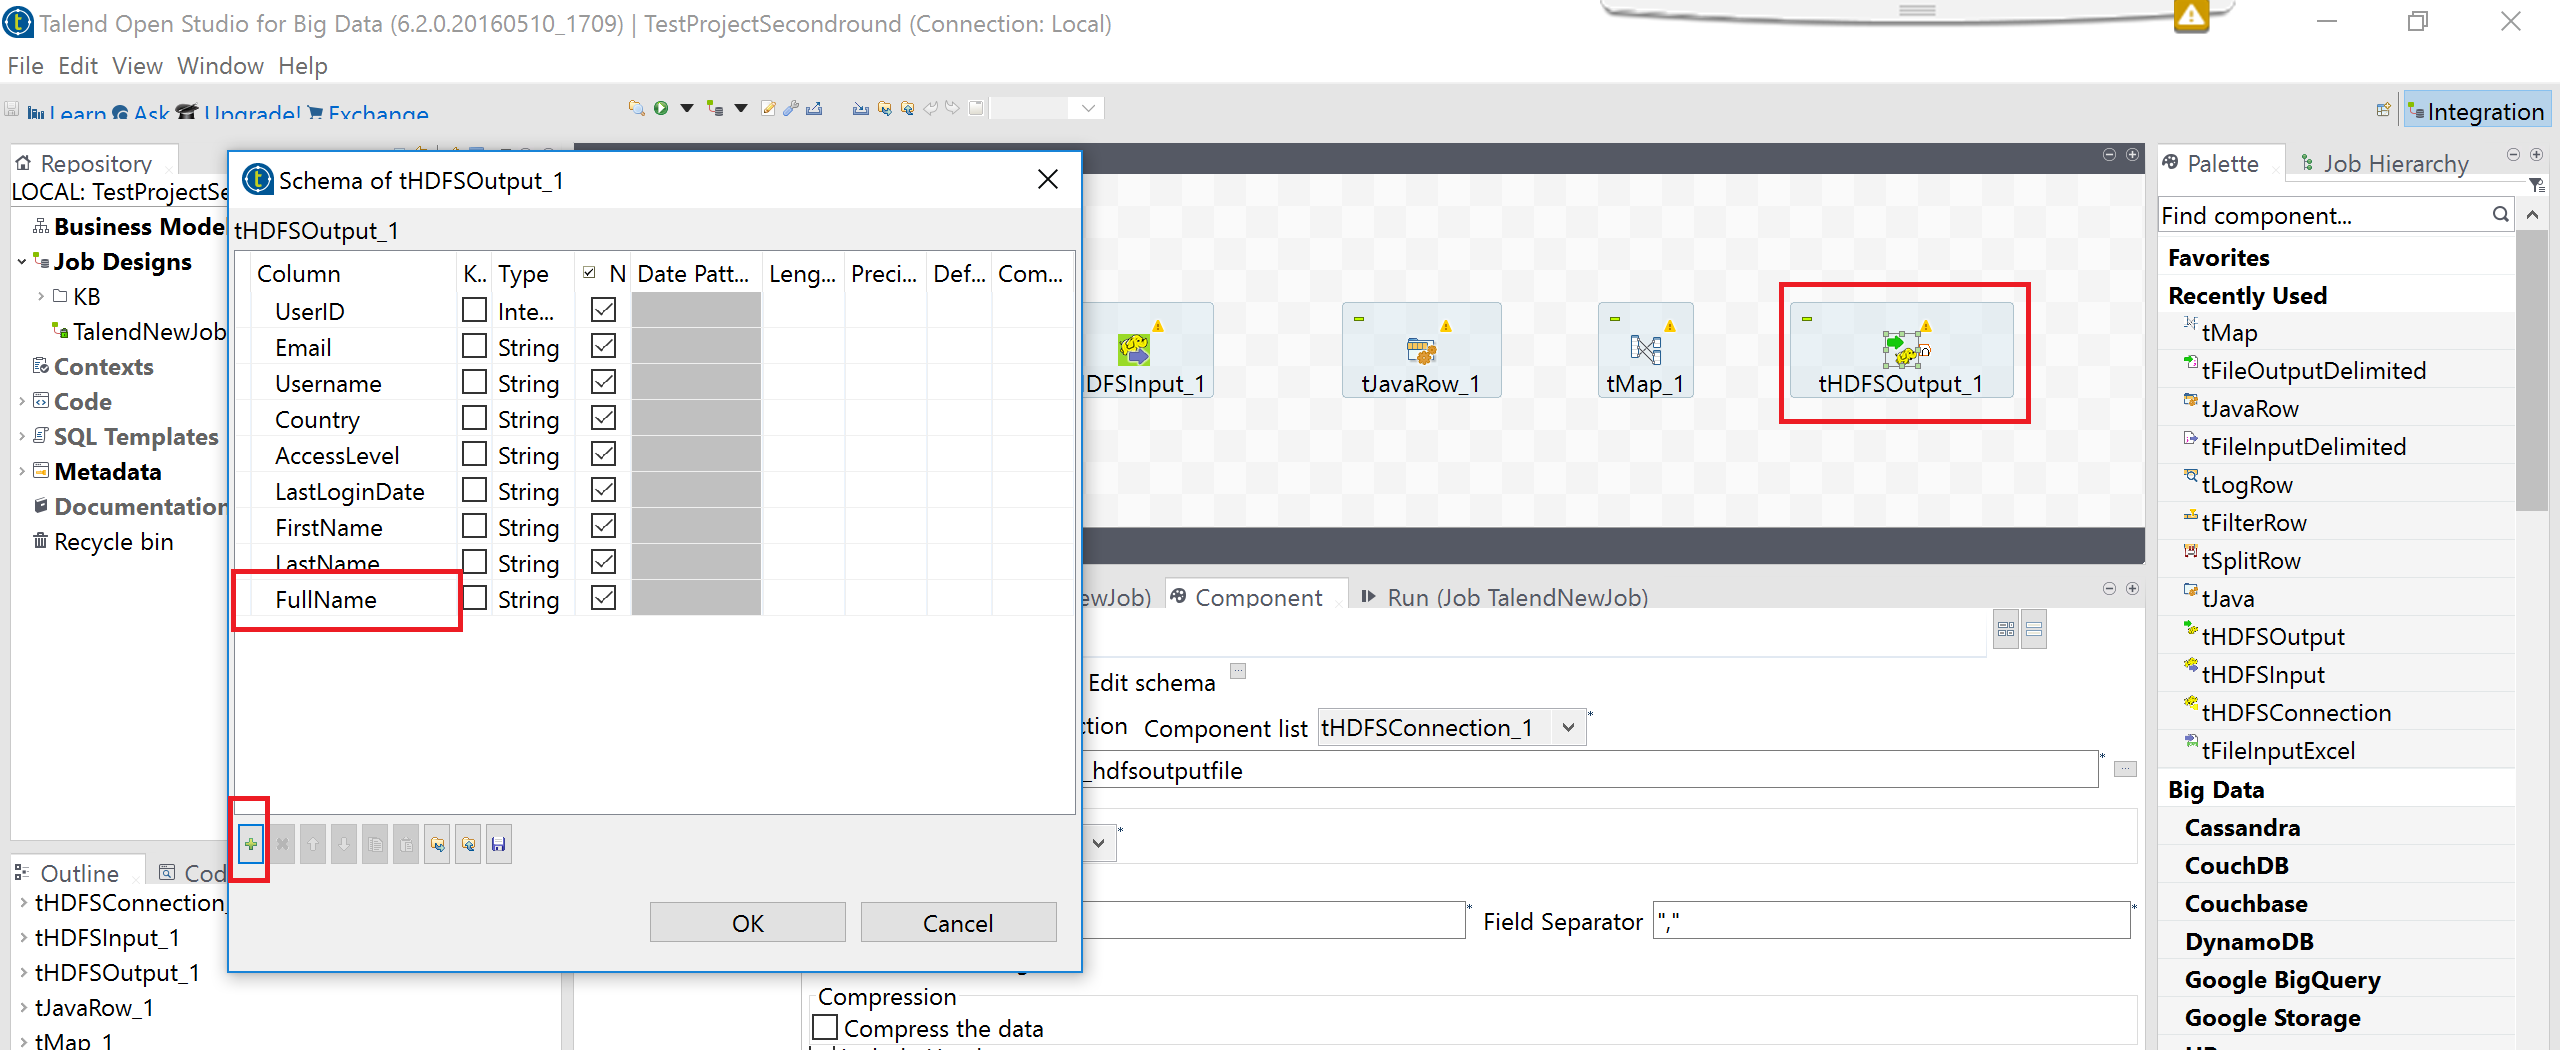 Talend Open Studio for Big Data (6.2.0.20160510_1709) | TestProjectSecondround (Connection: Local)
File Edit View Window Help
Learn Ask Upgrade! Exchange
Integration
Repository
LOCAL: TestProjectSe
Business Mode
Job Designs
KB
TalendNewJob
Contexts
Code
SQL Templates
Metadata
Documentation
Recycle bin
Outline
Cod
tHDFSConnection_
tHDFSInput_1
tHDFSOutput_1
tJavaRow_1
tMap_1
Schema of tHDFSOutput_1
tHDFSOutput_1
Column K.. Type N Date Patt... Leng... Preci... Def... Com...
UserID Inte...
Email String
Username String
Country String
AccessLevel String
LastLoginDate String
FirstName String
LastName String
FullName String
OK Cancel
DFSInput_1
tJavaRow_1
tMap_1
tHDFSOutput_1
ewJob) Component Run (Job TalendNewJob)
Edit schema
tion Component list tHDFSConnection_1 *
_hdfsoutputfile *
*
* Field Separator "," *
Compression
Compress the data
Palette Job Hierarchy
Find component...
Favorites
Recently Used
tMap
tFileOutputDelimited
tJavaRow
tFileInputDelimited
tLogRow
tFilterRow
tSplitRow
tJava
tHDFSOutput
tHDFSInput
tHDFSConnection
tFileInputExcel
Big Data
Cassandra
CouchDB
Couchbase
DynamoDB
Google BigQuery
Google Storage